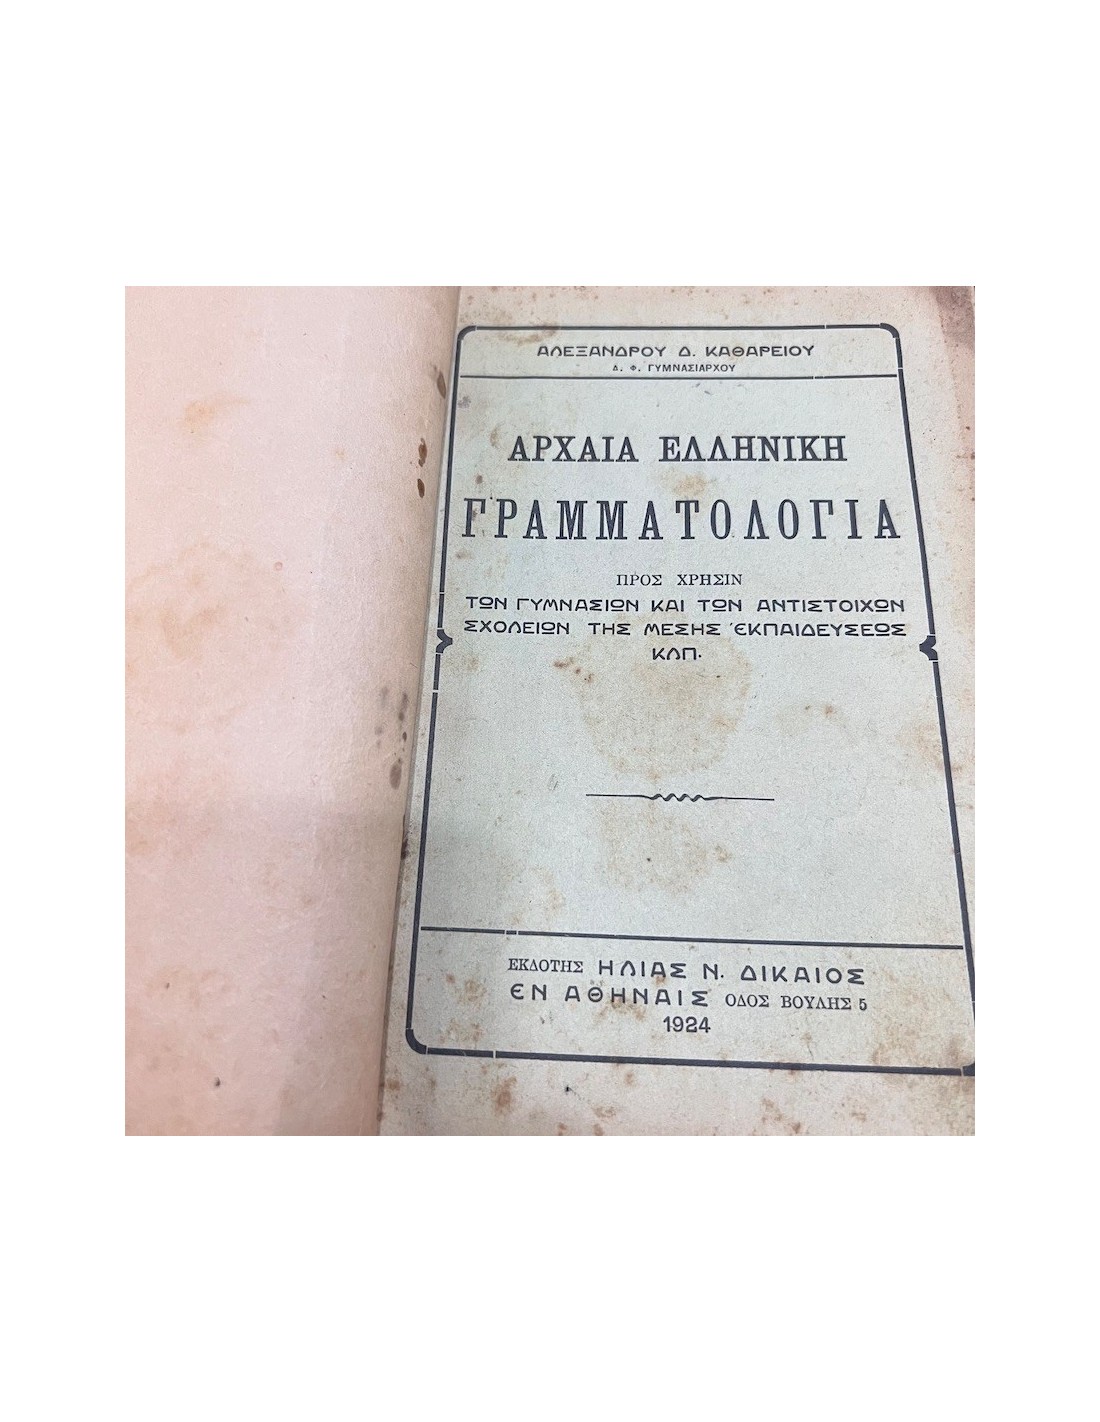 ΑΛΕΞΑΝΔΡΟΥ Δ. ΚΑΘΑΡΕΙΟΥ
Δ. Φ. ΓΥΜΝΑΣΙΑΡΧΟΥ
ΑΡΧΑΙΑ ΕΛΛΗΝΙΚΗ
ΓΡΑΜΜΑΤΟΛΟΓΙΑ
ΠΡΟΣ ΧΡΗΣΙΝ
ΤΩΝ ΓΥΜΝΑΣΙΩΝ ΚΑΙ ΤΩΝ ΑΝΤΙΣΤΟΙΧΩΝ
ΣΧΟΛΕΙΩΝ ΤΗΣ ΜΕΣΗΣ ἘΚΠΑΙΔΕΥΣΕΩΣ
ΚΛΠ.
ΕΚΔΟΤΗΣ ΗΛΙΑΣ Ν. ΔΙΚΑΙΟΣ
ΕΝ ΑΘΗΝΑΙΣ ΟΔΟΣ ΒΟΥΛΗΣ 5
1924